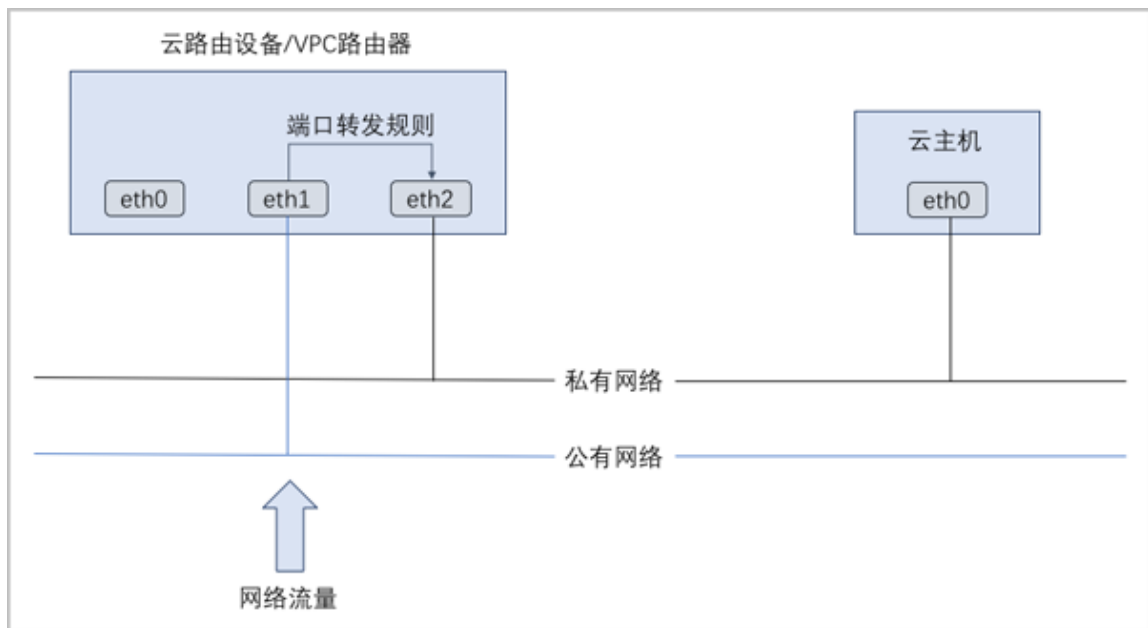 云路由设备/VPC路由器
端口转发规则
云主机
eth0
eth1
eth2
eth0
私有网络
公有网络
网络流量